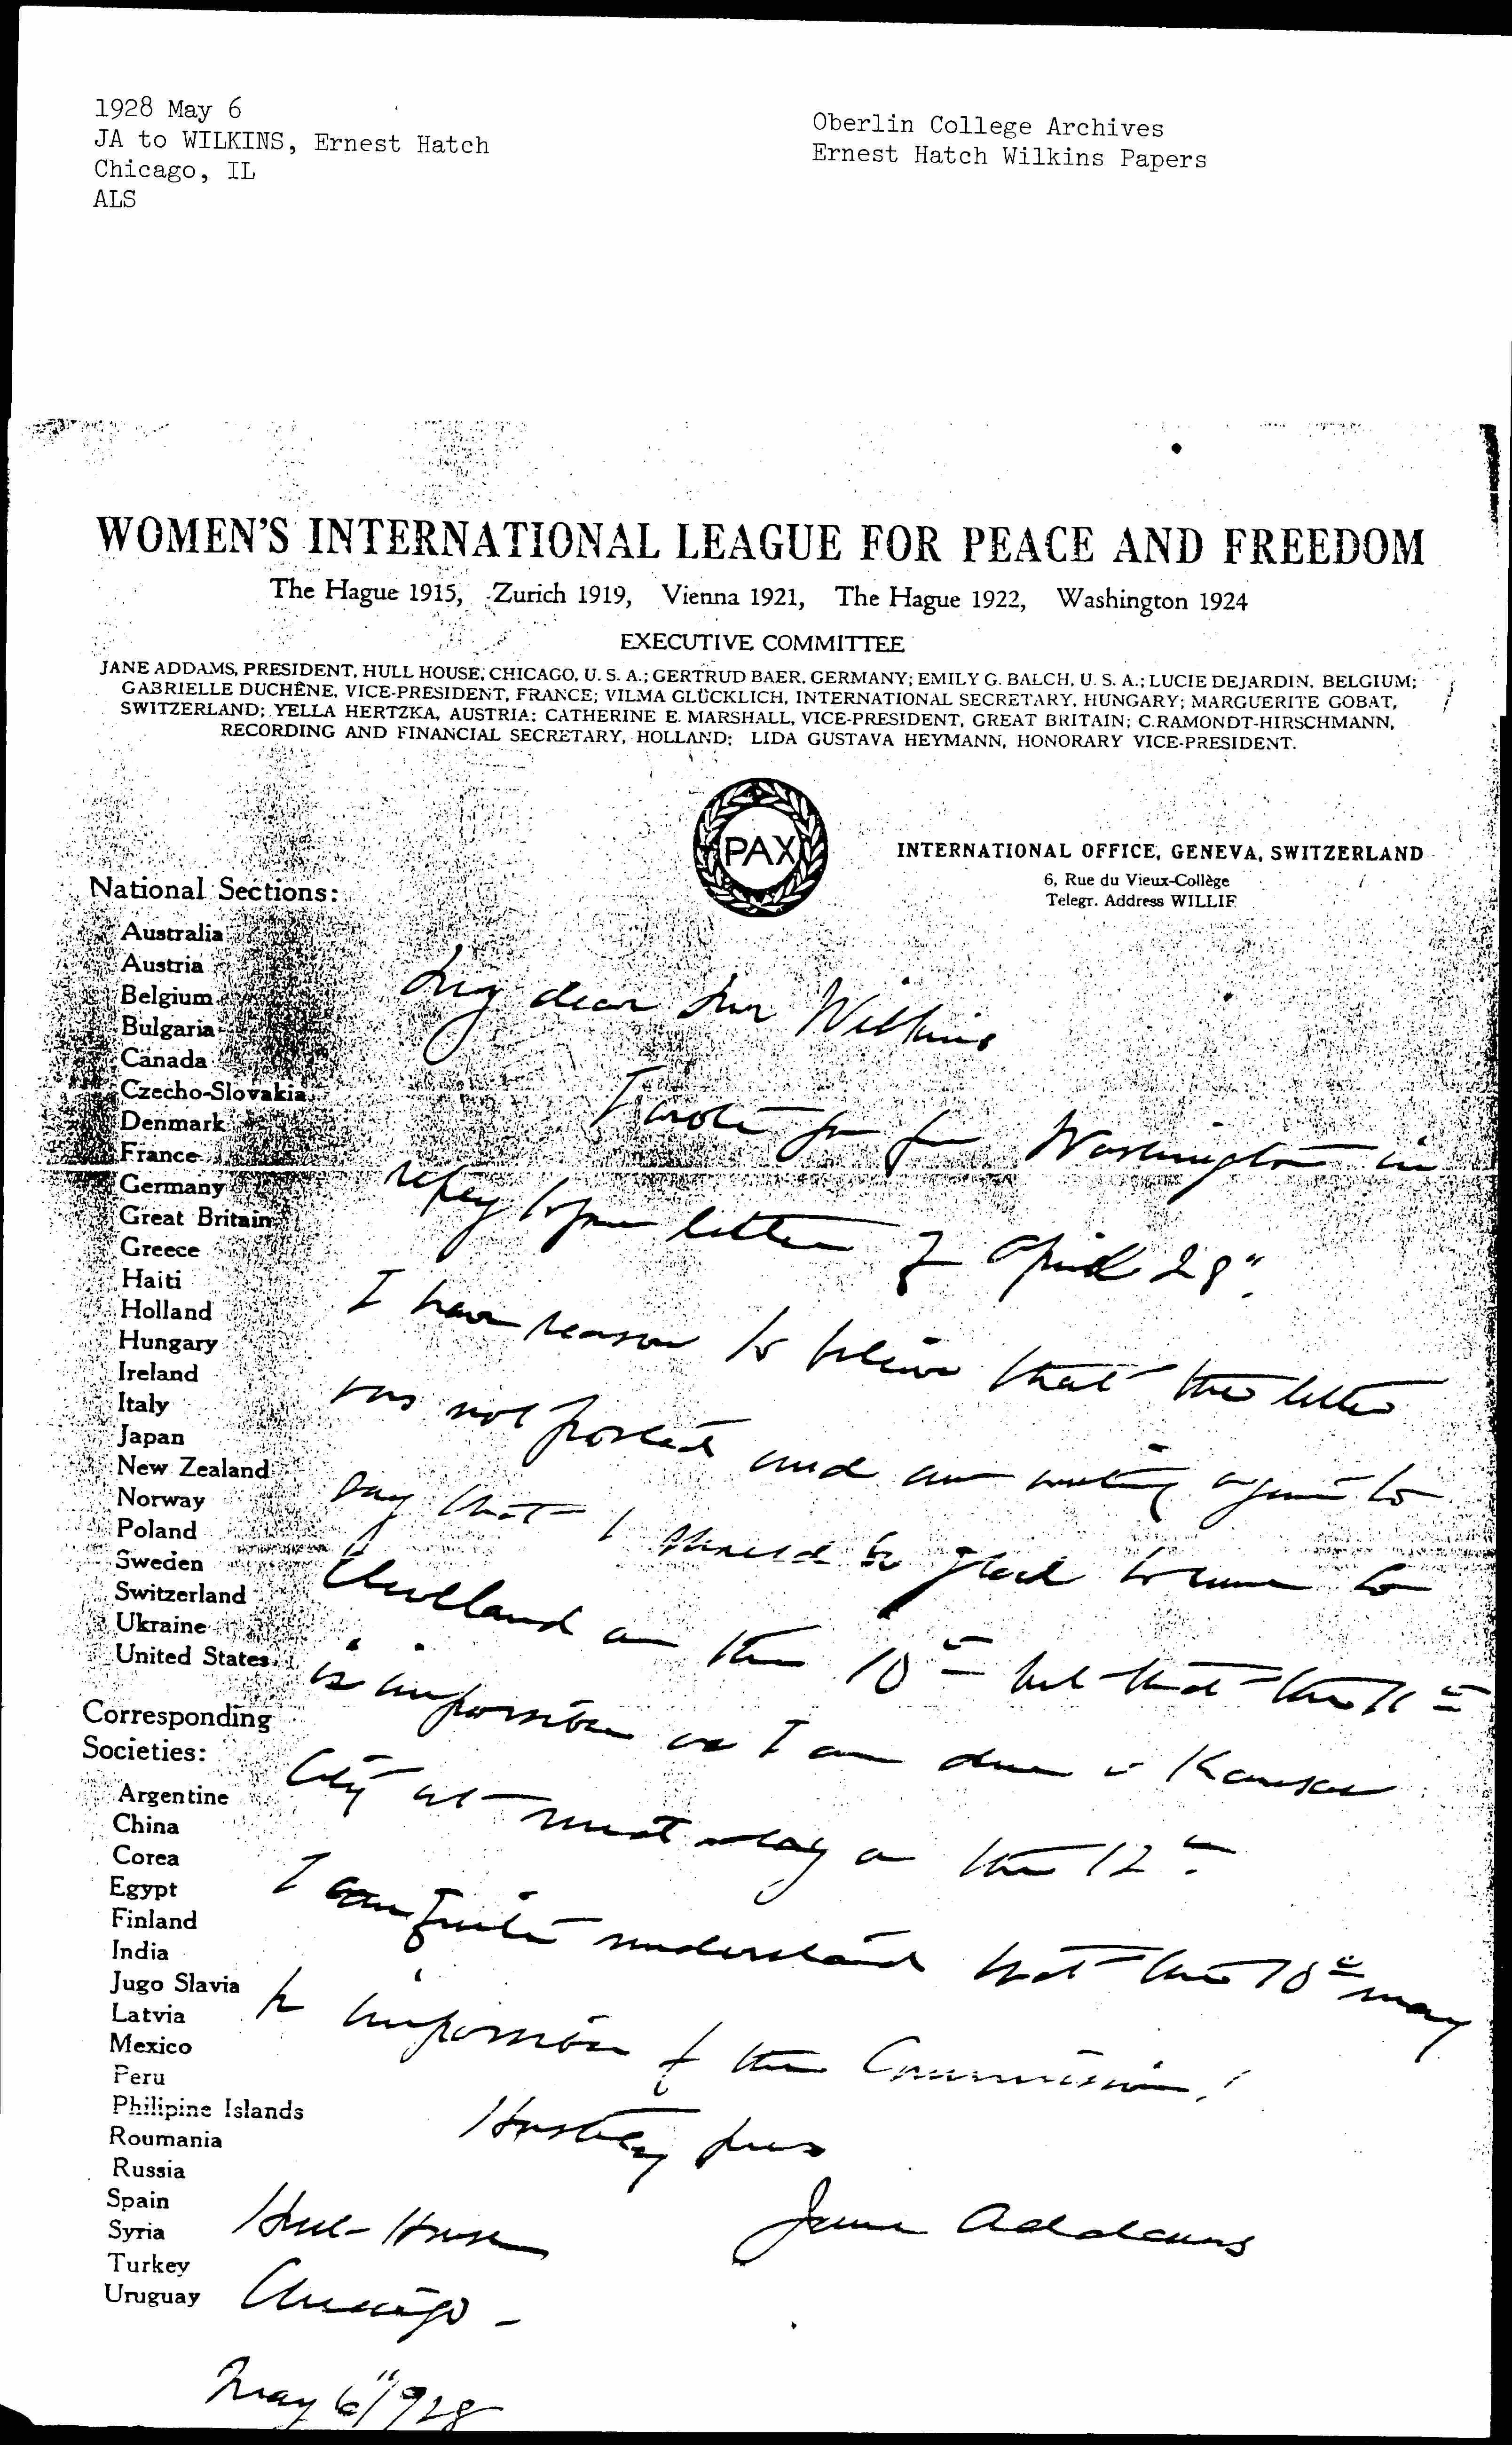 1928 May 6
JA to WILKINS, Ernest Hatch
Chicago, IL
ALS
Oberlin College Archives
Ernest Hatch Wilkins Papers
WOMEN'S INTERNATIONAL LEAGUE FOR PEACE AND FREEDOM
The Hague 1915, Zurich 1919, Vienna 1921, The Hague 1922, Washington 1924
EXECUTIVE COMMITTEE
JANE ADDAMS, PRESIDENT, HULL HOUSE, CHICAGO, U. S. A.; GERTRUD BAER, GERMANY; EMILY G. BALCH, U. S. A.; LUCIE DEJARDIN, BELGIUM;
GABRIELLE DUCHÊNE, VICE-PRESIDENT, FRANCE; VILMA GLÜCKLICH, INTERNATIONAL SECRETARY, HUNGARY; MARGUERITE GOBAT,
SWITZERLAND; YELLA HERTZKA, AUSTRIA; CATHERINE E. MARSHALL, VICE-PRESIDENT, GREAT BRITAIN; C.RAMONDT-HIRSCHMANN,
RECORDING AND FINANCIAL SECRETARY, HOLLAND; LIDA GUSTAVA HEYMANN, HONORARY VICE-PRESIDENT.
PAX
INTERNATIONAL OFFICE, GENEVA, SWITZERLAND
6, Rue du Vieux-Collège
Telegr. Address WILLIF
National Sections:
Australia
Austria
Belgium
Bulgaria
Canada
Czecho-Slovakia
Denmark
France
Germany
Great Britain
Greece
Haiti
Holland
Hungary
Ireland
Italy
Japan
New Zealand
Norway
Poland
Sweden
Switzerland
Ukraine
United States
Corresponding
Societies:
Argentine
China
Corea
Egypt
Finland
India
Jugo Slavia
Latvia
Mexico
Peru
Philipine Islands
Roumania
Russia
Spain
Syria
Turkey
Uruguay
My dear Mr Wilkins
I wrote you from Washington in
reply to your letter of April 28"
I have reason to believe that the letter
was not posted and am writing again to
say that I should be glad to come to
Cleveland on the 10th but that the 11th
is impossible as I am due in Kansas
City at mid day on the 12th.
I can quite understand that the 10th may
be impossible for the Commission!
Hastily yours
Jane Addams
Hull-House
Chicago -
May 6" 1928